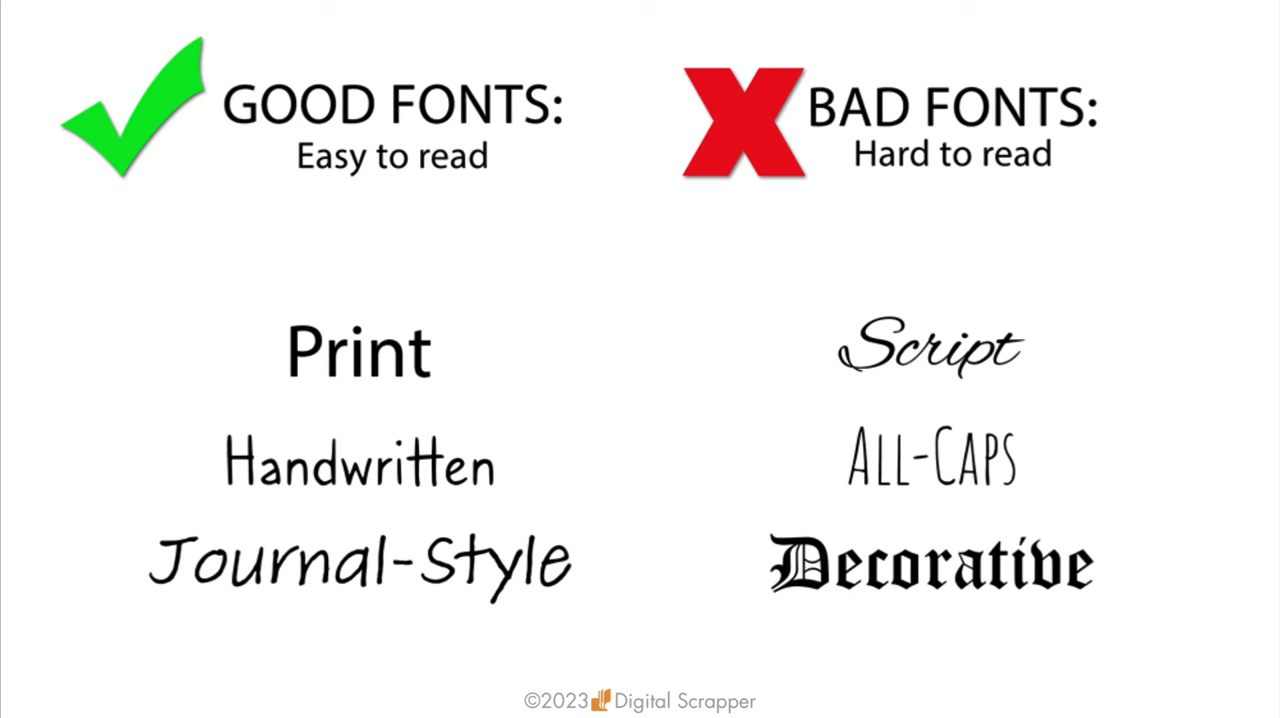 GOOD FONTS:
Easy to read
Print
Handwritten
Journal-Style
BAD FONTS:
Hard to read
Script
ALL-CAPS
Decorative
©2023 Digital Scrapper